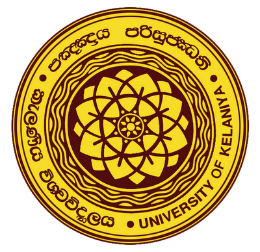 පඤ්ඤාය පරිසුජ්ඣති
කැලණිය විශ්වවිද්‍යාලය
UNIVERSITY OF KELANIYA